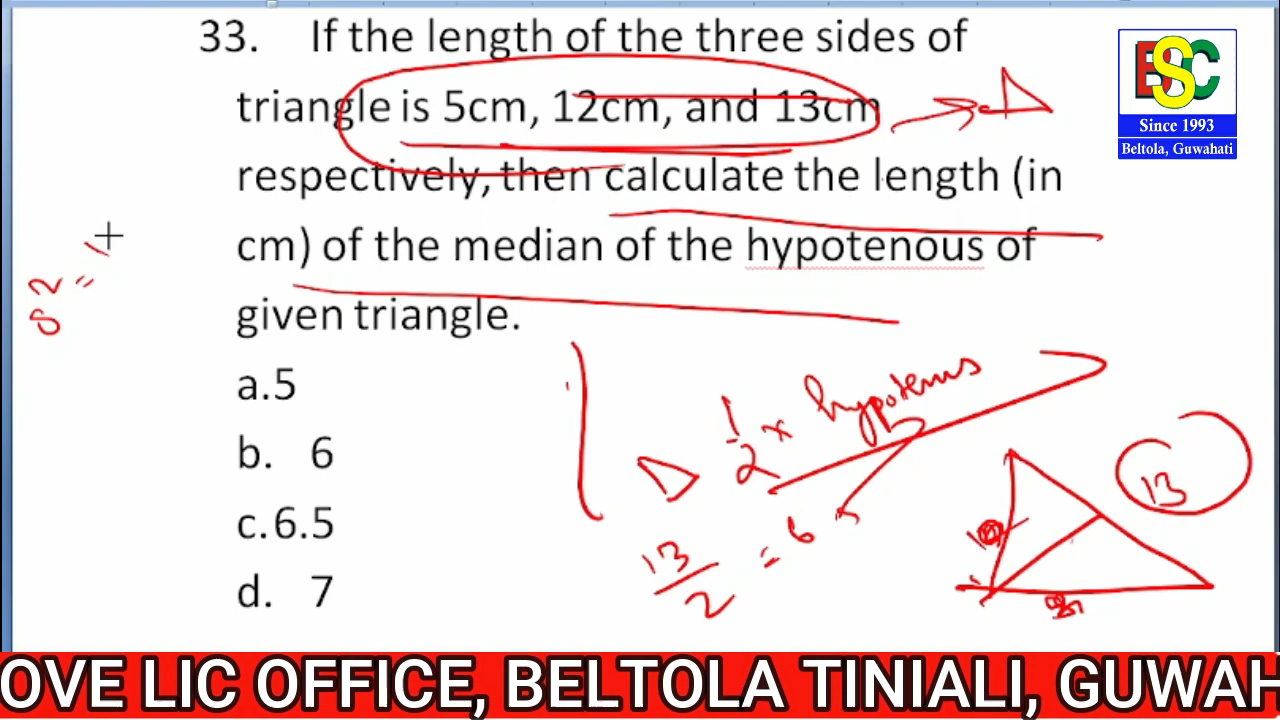 33. If the length of the three sides of
triangle is 5cm, 12cm, and 13cm
respectively, then calculate the length (in
cm) of the median of the hypotenous of
given triangle.
a.5
b. 6
c.6.5
d. 7
BSC
Since 1993
Beltola, Guwahati
1/2 × hypotenus
13/2 = 6
13
OVE LIC OFFICE, BELTOLA TINIALI, GUWAH